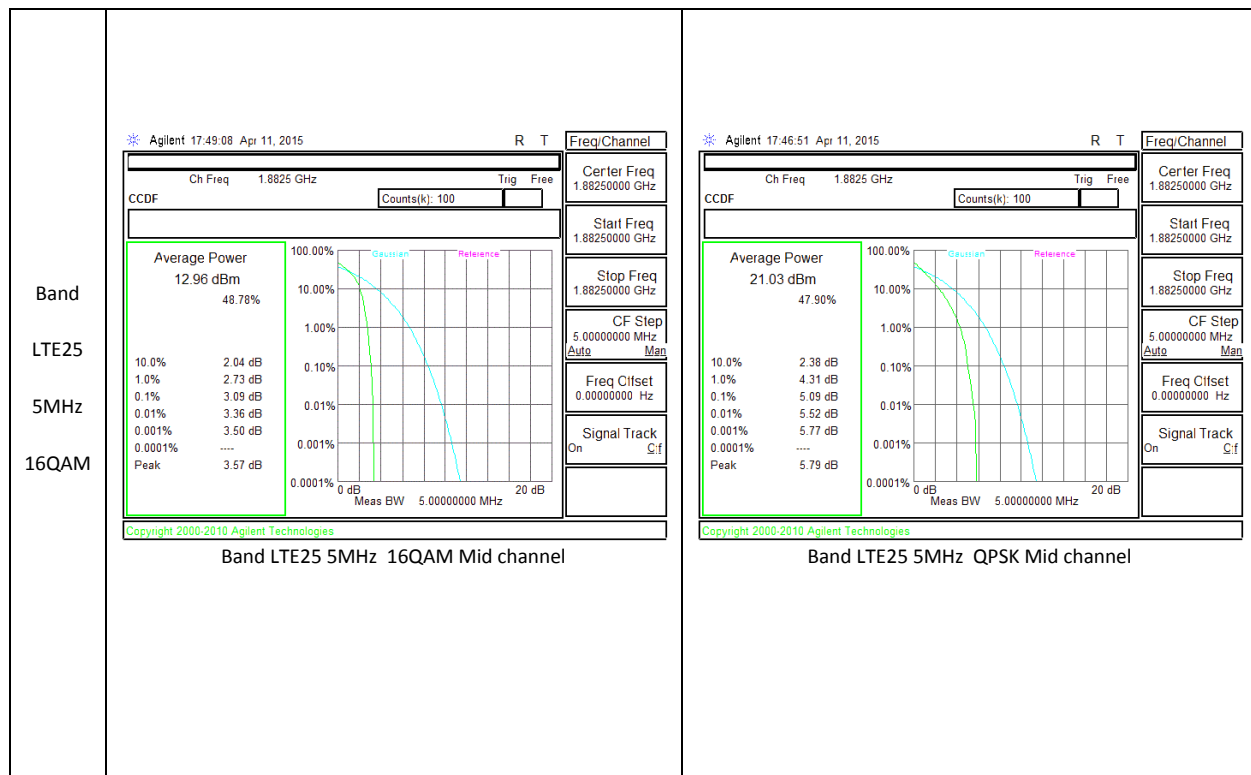 Band
LTE25
5MHz
16QAM
Agilent 17:49:08 Apr 11, 2015 R T
Freq/Channel
Ch Freq 1.8825 GHz Trig Free
CCDF Counts(k): 100
Center Freq
1.88250000 GHz
Start Freq
1.88250000 GHz
Stop Freq
1.88250000 GHz
CF Step
5.00000000 MHz
Auto Man
Freq Offset
0.00000000 Hz
Signal Track
On Off
Average Power
12.96 dBm
48.78%
10.0% 2.04 dB
1.0% 2.73 dB
0.1% 3.09 dB
0.01% 3.36 dB
0.001% 3.50 dB
0.0001% ----
Peak 3.57 dB
Gaussian Reference
100.00%
10.00%
1.00%
0.10%
0.01%
0.001%
0.0001%
0 dB 20 dB
Meas BW 5.00000000 MHz
Copyright 2000-2010 Agilent Technologies
Band LTE25 5MHz 16QAM Mid channel
Agilent 17:46:51 Apr 11, 2015 R T
Freq/Channel
Ch Freq 1.8825 GHz Trig Free
CCDF Counts(k): 100
Center Freq
1.88250000 GHz
Start Freq
1.88250000 GHz
Stop Freq
1.88250000 GHz
CF Step
5.00000000 MHz
Auto Man
Freq Offset
0.00000000 Hz
Signal Track
On Off
Average Power
21.03 dBm
47.90%
10.0% 2.38 dB
1.0% 4.31 dB
0.1% 5.09 dB
0.01% 5.52 dB
0.001% 5.77 dB
0.0001% ----
Peak 5.79 dB
Gaussian Reference
100.00%
10.00%
1.00%
0.10%
0.01%
0.001%
0.0001%
0 dB 20 dB
Meas BW 5.00000000 MHz
Copyright 2000-2010 Agilent Technologies
Band LTE25 5MHz QPSK Mid channel